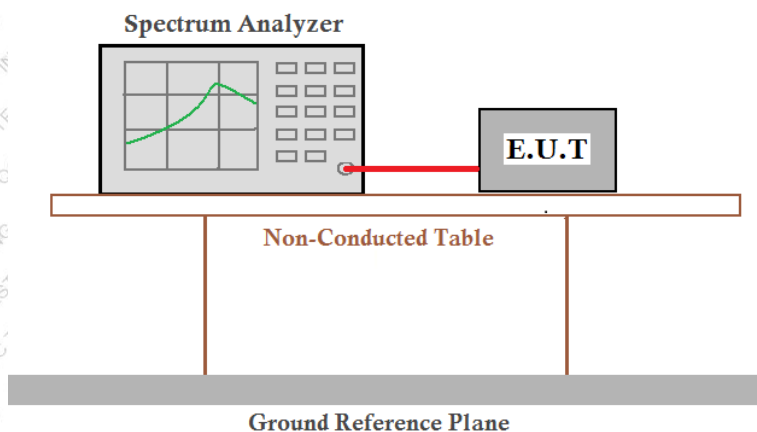 Spectrum Analyzer
E.U.T
Non-Conducted Table
Ground Reference Plane